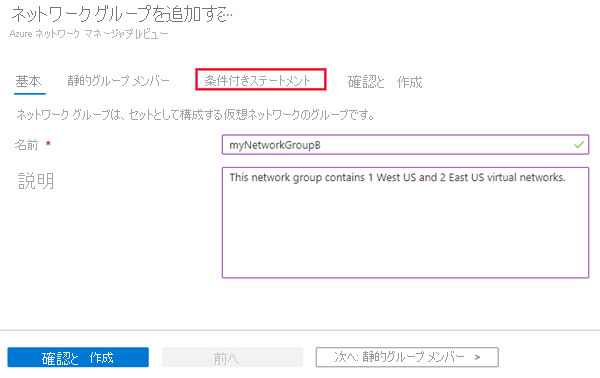 ネットワーク グループを追加する…
Azure ネットワーク マネージャプレビュー
基本 静的グループ メンバー 条件付きステートメント 確認と 作成
ネットワーク グループは、セットとして構成する仮想ネットワークのグループです。
名前 * myNetworkGroupB
説明 This network group contains 1 West US and 2 East US virtual networks.
確認と 作成 前へ 次へ: 静的グループ メンバー >